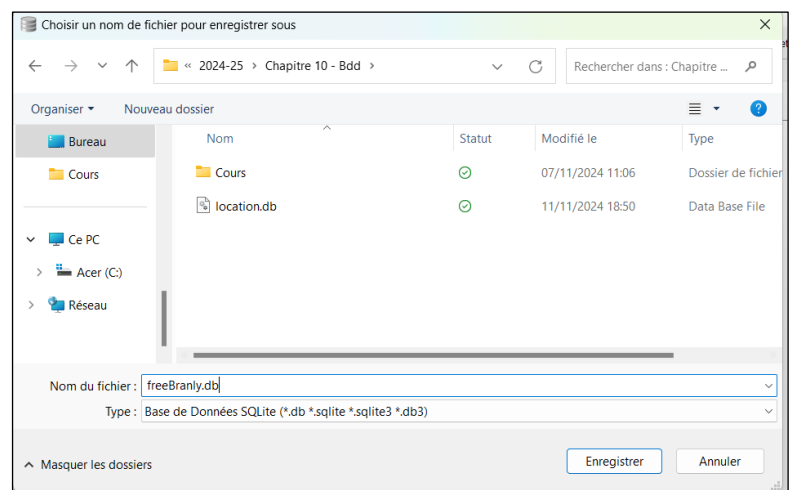 Choisir un nom de fichier pour enregistrer sous
« 2024-25 > Chapitre 10 - Bdd >
Rechercher dans : Chapitre ...
Organiser Nouveau dossier
Bureau
Cours
Ce PC
Acer (C:)
Réseau
Nom Statut Modifié le Type
Cours 07/11/2024 11:06 Dossier de fichier
location.db 11/11/2024 18:50 Data Base File
Nom du fichier : freeBranly.db
Type : Base de Données SQLite (*.db *.sqlite *.sqlite3 *.db3)
Masquer les dossiers
Enregistrer Annuler